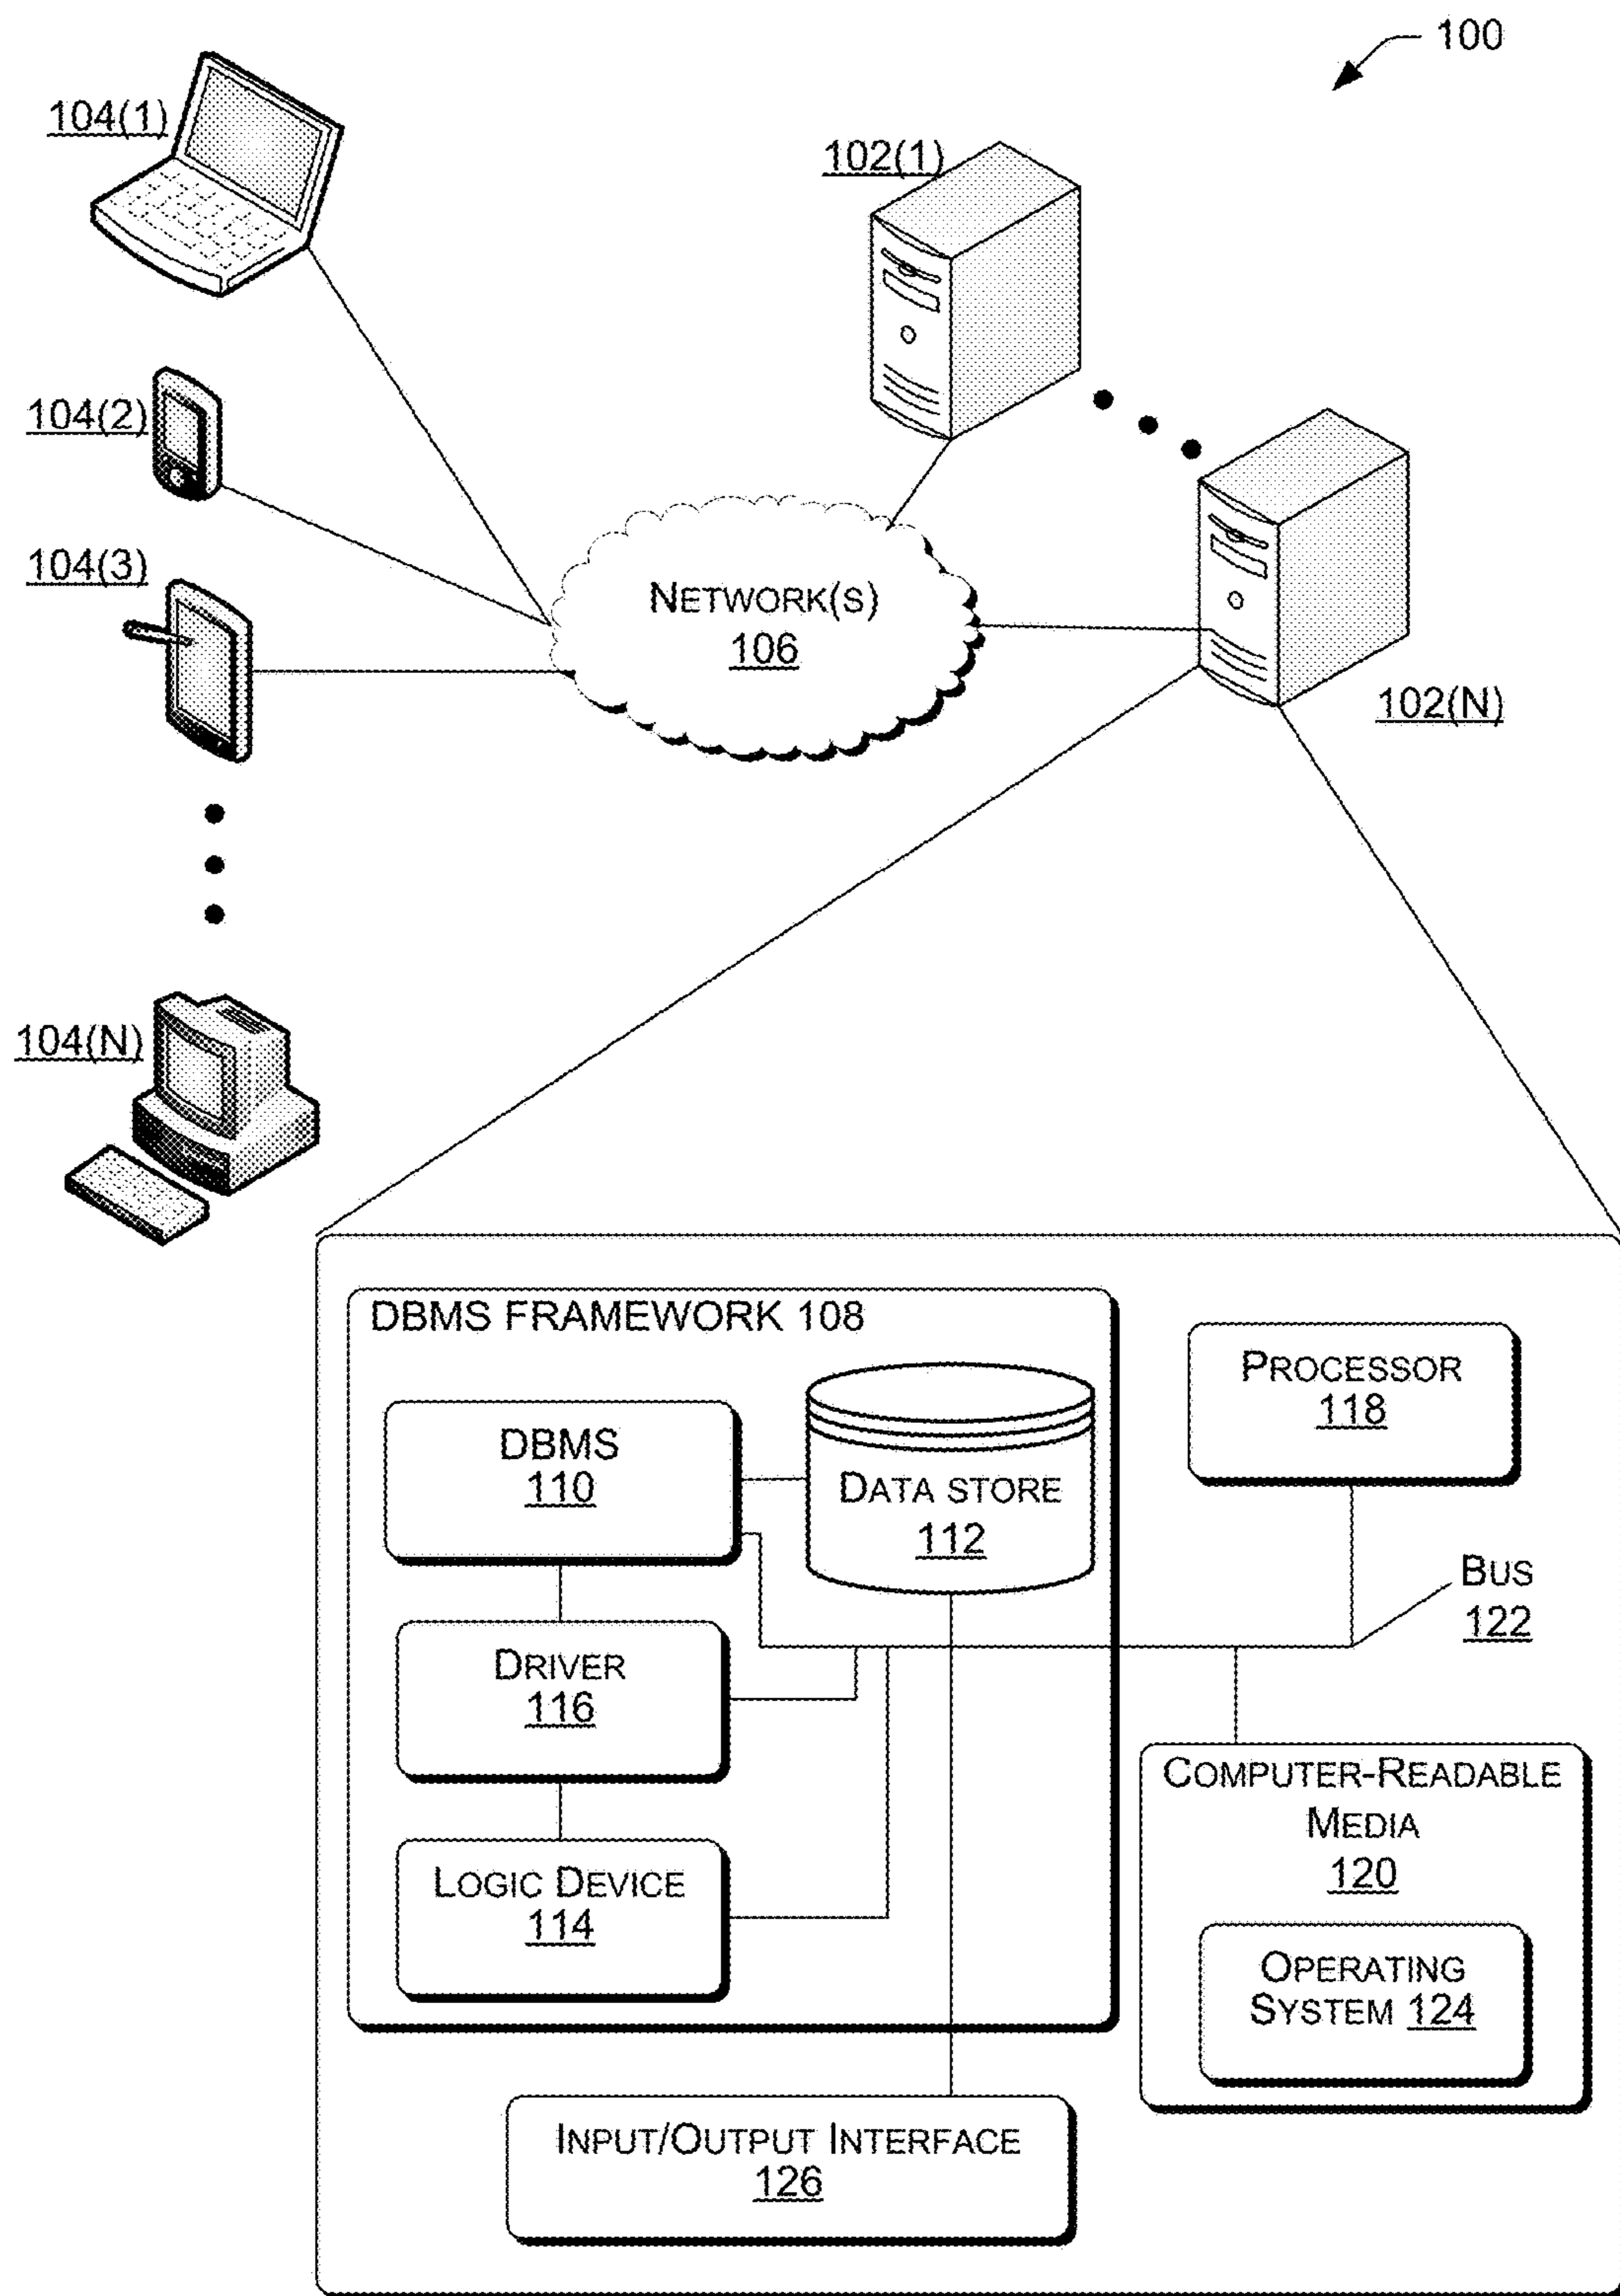 100
104(1)
102(1)
104(2)
104(3)
NETWORK(S)
106
102(N)
104(N)
DBMS FRAMEWORK 108
PROCESSOR
118
DBMS
110
DATA STORE
112
BUS
122
DRIVER
116
COMPUTER-READABLE
MEDIA
120
LOGIC DEVICE
114
OPERATING
SYSTEM 124
INPUT/OUTPUT INTERFACE
126